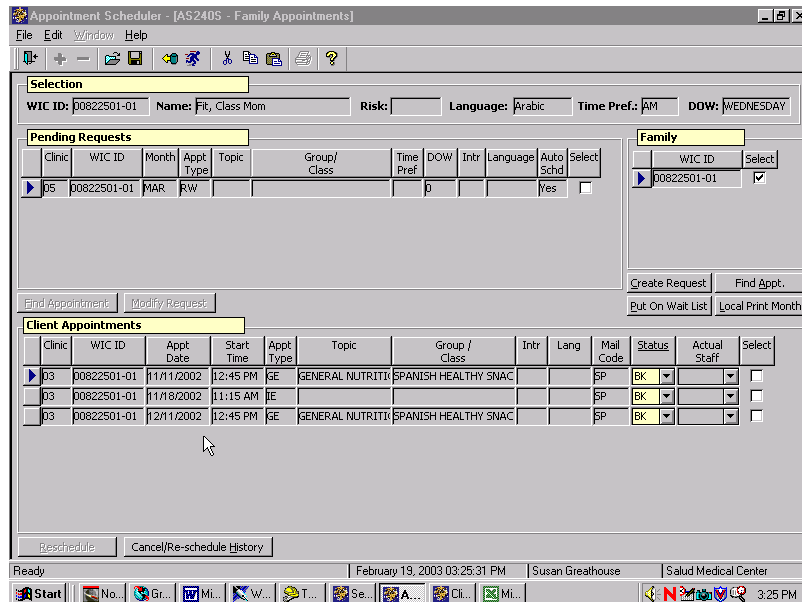 Appointment Scheduler - [AS240S - Family Appointments]
File Edit Window Help
Selection
WIC ID: 00822501-01 Name: Fit, Class Mom Risk: Language: Arabic Time Pref.: AM DOW: WEDNESDAY
Pending Requests
Clinic WIC ID Month Appt Type Topic Group/ Class Time Pref DOW Intr Language Auto Schd Select
05 00822501-01 MAR RW 0 Yes
Family
WIC ID Select
00822501-01
Create Request Find Appt.
Find Appointment Modify Request Put On Wait List Local Print Month
Client Appointments
Clinic WIC ID Appt Date Start Time Appt Type Topic Group / Class Intr Lang Mail Code Status Actual Staff Select
03 00822501-01 11/11/2002 12:45 PM GE GENERAL NUTRITI SPANISH HEALTHY SNAC SP BK
03 00822501-01 11/18/2002 11:15 AM IE SP BK
03 00822501-01 12/11/2002 12:45 PM GE GENERAL NUTRITI SPANISH HEALTHY SNAC SP BK
Reschedule Cancel/Re-schedule History
Ready February 19, 2003 03:25:31 PM Susan Greathouse Salud Medical Center
Start No... Gr... Mi... W... T... Se... A... Cli... Mi... 3:25 PM